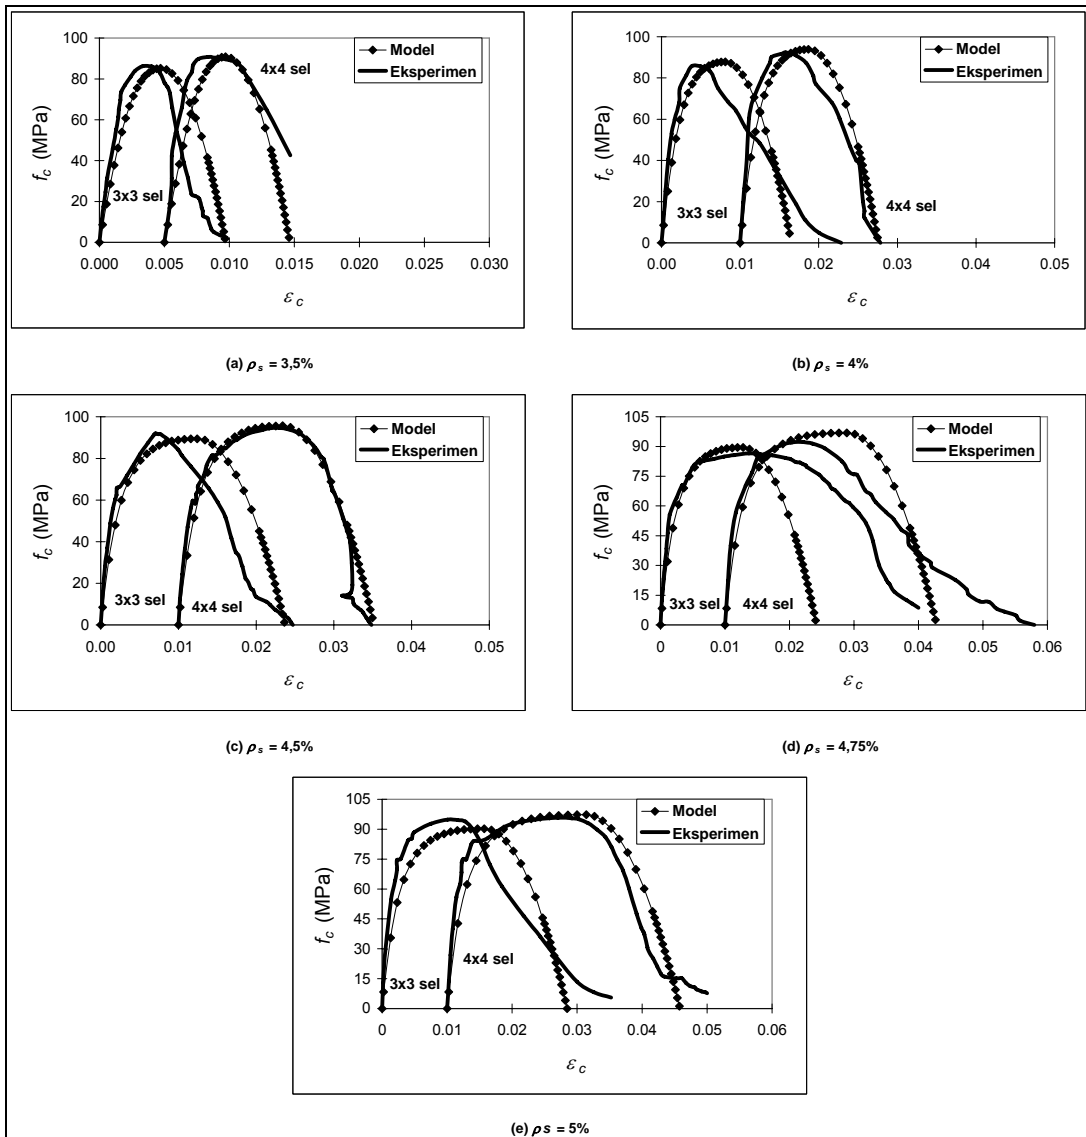 100
80
60
40
20
0
f_c (MPa)
Model
Eksperimen
4x4 sel
3x3 sel
0.000 0.005 0.010 0.015 0.020 0.025 0.030
ε_c
(a) ρ_s = 3,5%
100
80
60
40
20
0
f_c (MPa)
Model
Eksperimen
3x3 sel
4x4 sel
0.00 0.01 0.02 0.03 0.04 0.05
ε_c
(b) ρ_s = 4%
100
80
60
40
20
0
f_c (MPa)
Model
Eksperimen
3x3 sel
4x4 sel
0.00 0.01 0.02 0.03 0.04 0.05
ε_c
(c) ρ_s = 4,5%
105
90
75
60
45
30
15
0
f_c (MPa)
Model
Eksperimen
3x3 sel
4x4 sel
0.00 0.01 0.02 0.03 0.04 0.05 0.06
ε_c
(d) ρ_s = 4,75%
105
90
75
60
45
30
15
0
f_c (MPa)
Model
Eksperimen
4x4 sel
3x3 sel
0 0.01 0.02 0.03 0.04 0.05 0.06
ε_c
(e) ρs = 5%